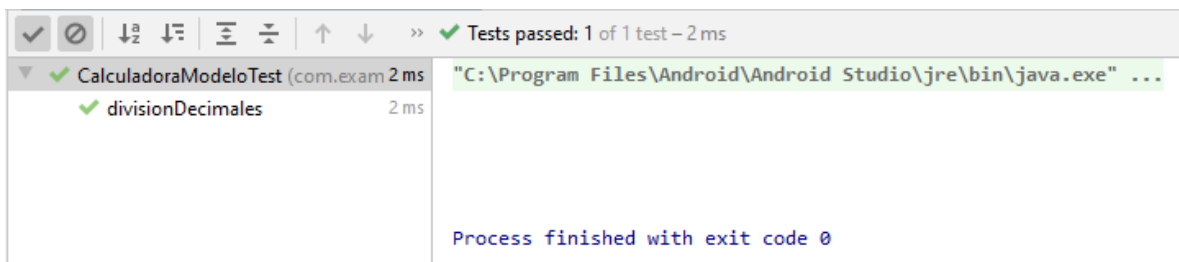 » Tests passed: 1 of 1 test – 2 ms
CalculadoraModeloTest (com.exam 2 ms
divisionDecimales 2 ms
"C:\Program Files\Android\Android Studio\jre\bin\java.exe" ...
Process finished with exit code 0